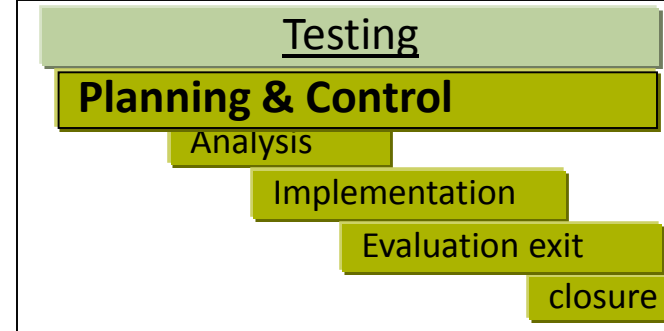 Testing
Planning & Control
Analysis
Implementation
Evaluation exit
closure